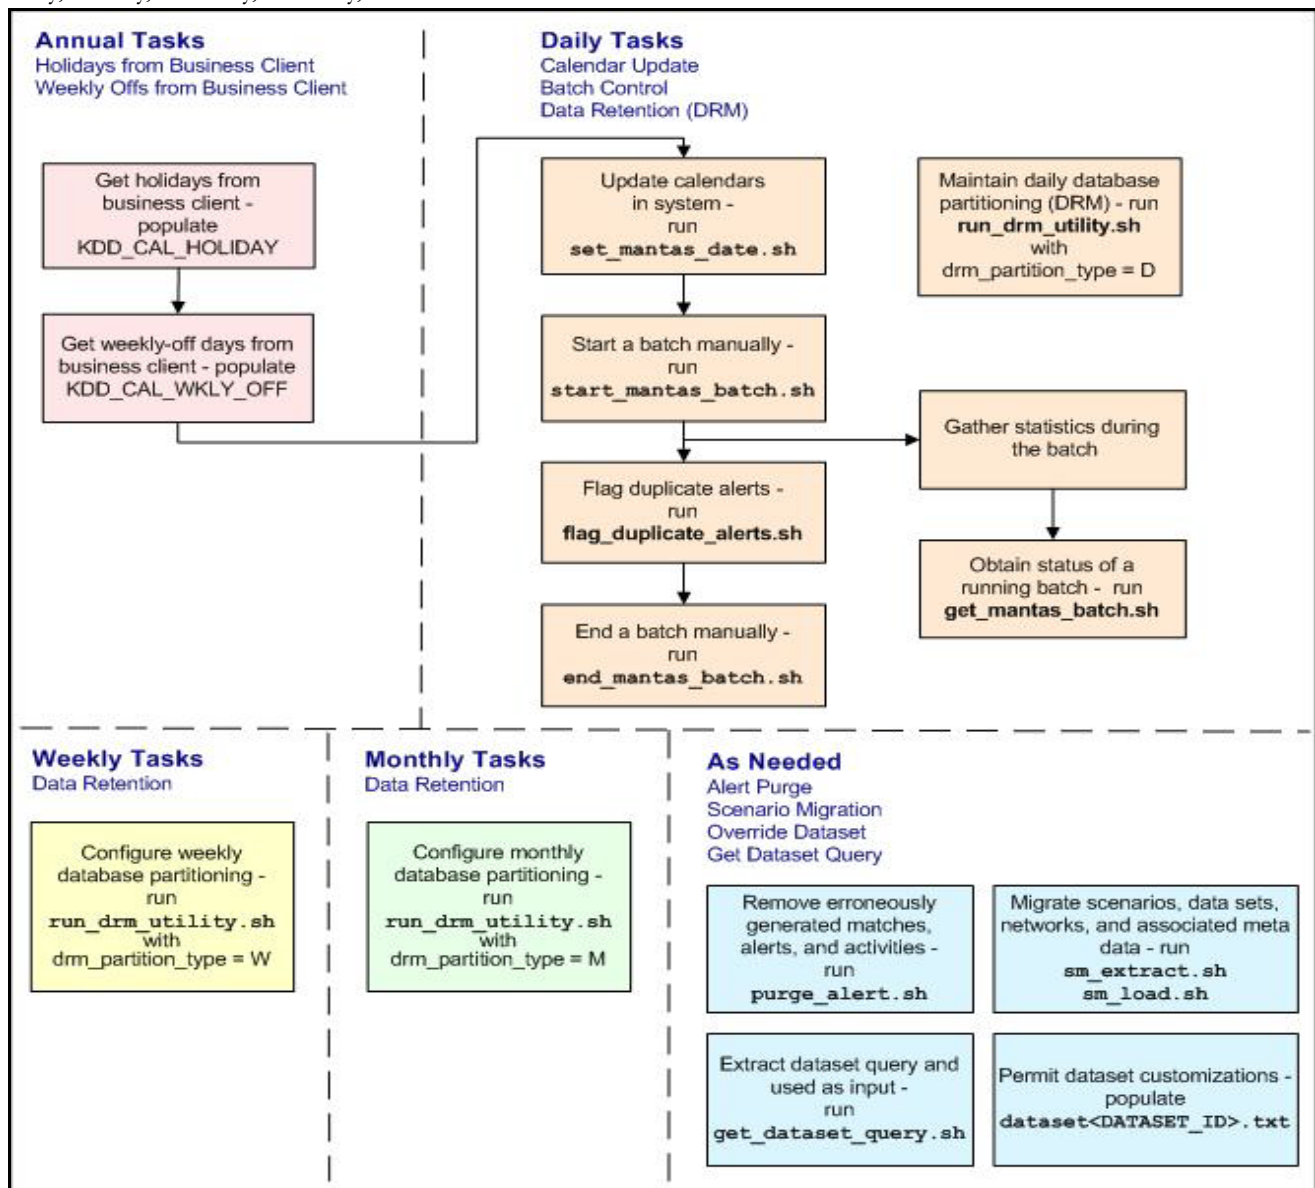 Annual Tasks
Holidays from Business Client
Weekly Offs from Business Client
Get holidays from
business client -
populate
KDD_CAL_HOLIDAY
Get weekly-off days from
business client - populate
KDD_CAL_WKLY_OFF
Daily Tasks
Calendar Update
Batch Control
Data Retention (DRM)
Update calendars
in system -
run
set_mantas_date.sh
Start a batch manually -
run
start_mantas_batch.sh
Flag duplicate alerts -
run
flag_duplicate_alerts.sh
End a batch manually -
run
end_mantas_batch.sh
Maintain daily database
partitioning (DRM) - run
run_drm_utility.sh
with
drm_partition_type = D
Gather statistics during
the batch
Obtain status of a
running batch - run
get_mantas_batch.sh
Weekly Tasks
Data Retention
Configure weekly
database partitioning -
run
run_drm_utility.sh
with
drm_partition_type = W
Monthly Tasks
Data Retention
Configure monthly
database partitioning -
run
run_drm_utility.sh
with
drm_partition_type = M
As Needed
Alert Purge
Scenario Migration
Override Dataset
Get Dataset Query
Remove erroneously
generated matches,
alerts, and activities -
run
purge_alert.sh
Migrate scenarios, data sets,
networks, and associated meta
data - run
sm_extract.sh
sm_load.sh
Extract dataset query and
used as input -
run
get_dataset_query.sh
Permit dataset customizations -
populate
dataset<DATASET_ID>.txt